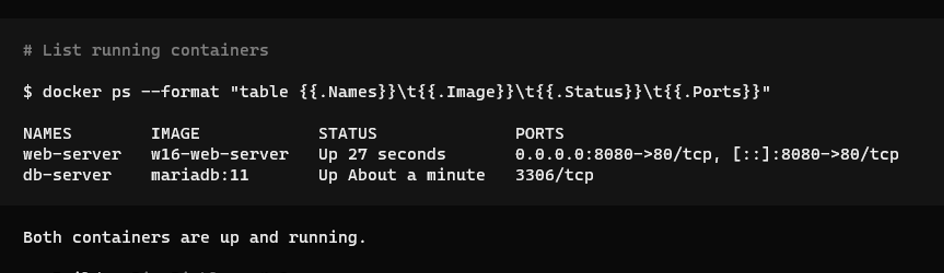 # List running containers
$ docker ps --format "table {{.Names}}\t{{.Image}}\t{{.Status}}\t{{.Ports}}"
NAMES        IMAGE            STATUS              PORTS
web-server   w16-web-server   Up 27 seconds       0.0.0.0:8080->80/tcp, [::]:8080->80/tcp
db-server    mariadb:11       Up About a minute   3306/tcp
Both containers are up and running.